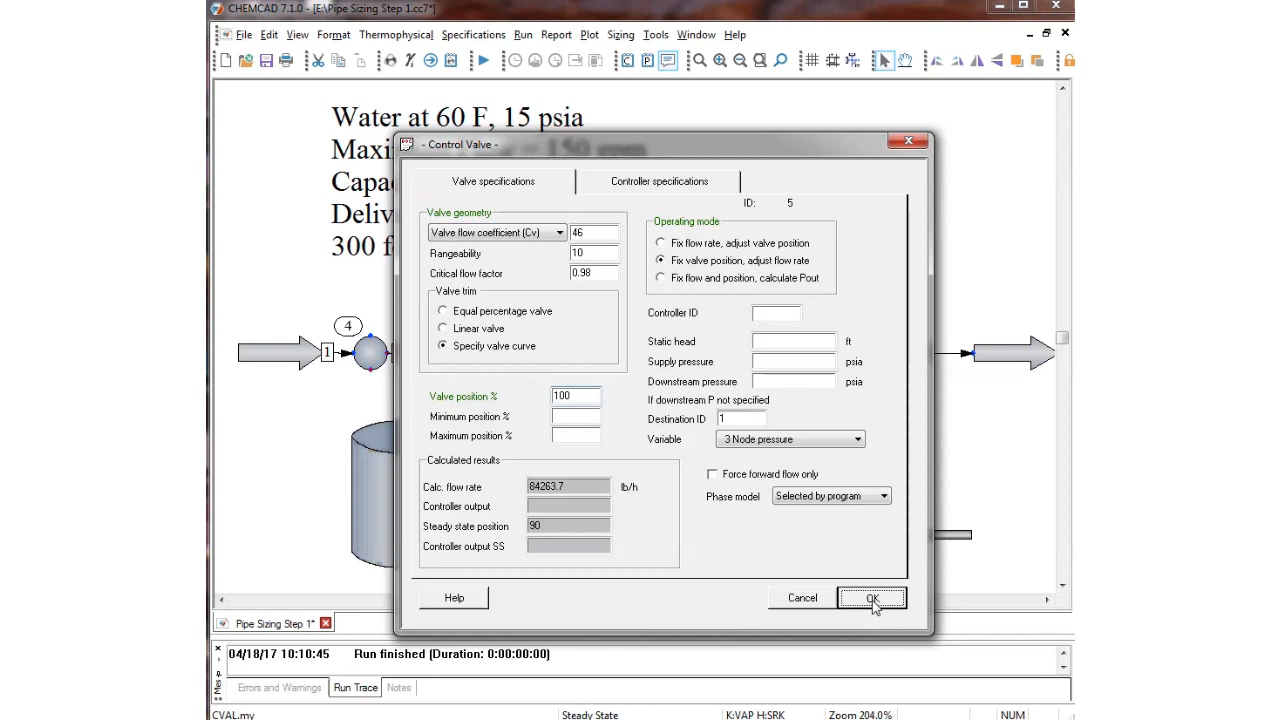 CHEMCAD 7.1.0 - [E:\Pipe Sizing Step 1.cc7*]
File Edit View Format Thermophysical Specifications Run Report Plot Sizing Tools Window Help
Water at 60 F, 15 psia
Maxi
150 gpm
Capa
Deliv
300 f
- Control Valve -
Valve specifications Controller specifications
ID: 5
Valve geometry
Valve flow coefficient (Cv) 46
Rangeability 10
Critical flow factor 0.98
Valve trim
Equal percentage valve
Linear valve
Specify valve curve
Valve position % 100
Minimum position %
Maximum position %
Calculated results
Calc. flow rate 84263.7 lb/h
Controller output
Steady state position 90
Controller output SS
Operating mode
Fix flow rate, adjust valve position
Fix valve position, adjust flow rate
Fix flow and position, calculate Pout
Controller ID
Static head ft
Supply pressure psia
Downstream pressure psia
If downstream P not specified
Destination ID 1
Variable 3 Node pressure
Force forward flow only
Phase model Selected by program
Help Cancel OK
4
1
Pipe Sizing Step 1*
04/18/17 10:10:45 Run finished (Duration: 0:00:00:00)
Mes
Errors and Warnings Run Trace Notes
CVAL.my Steady State K:VAP H:SRK Zoom 204.0% NUM